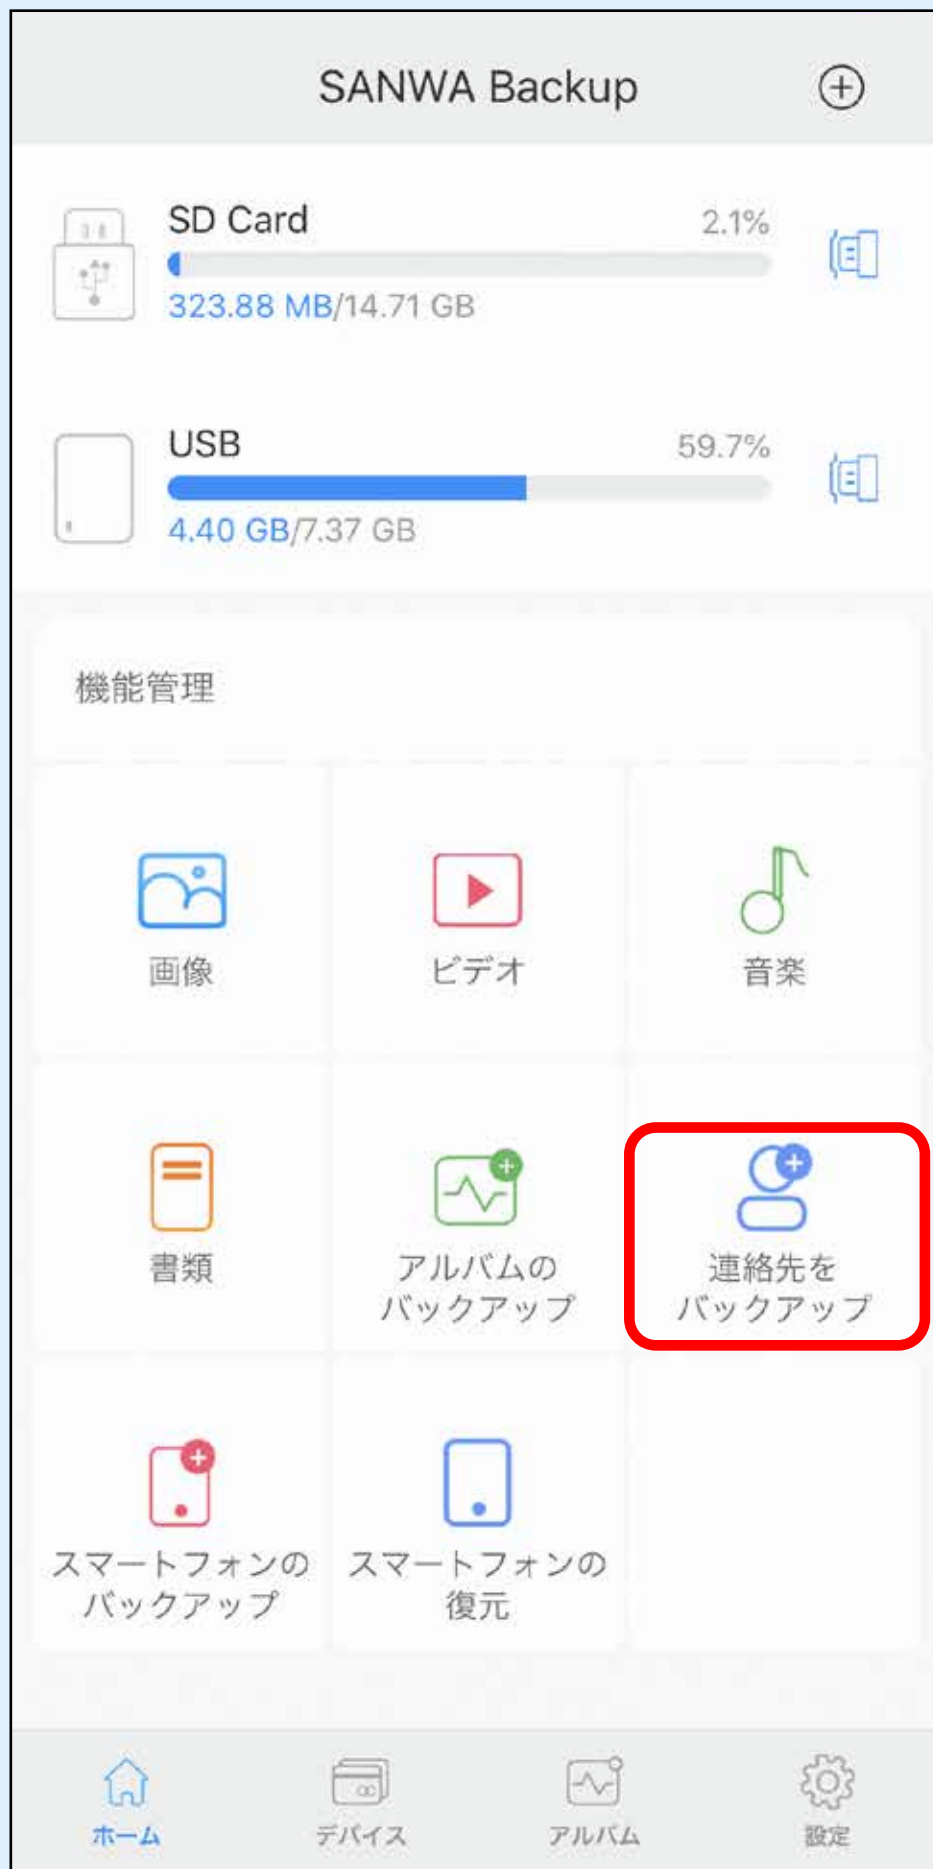 SANWA Backup
SD Card 2.1%
323.88 MB/14.71 GB
USB 59.7%
4.40 GB/7.37 GB
機能管理
画像 ビデオ 音楽
書類 アルバムの 連絡先を
バックアップ バックアップ
スマートフォンの スマートフォンの
バックアップ 復元
ホーム デバイス アルバム 設定